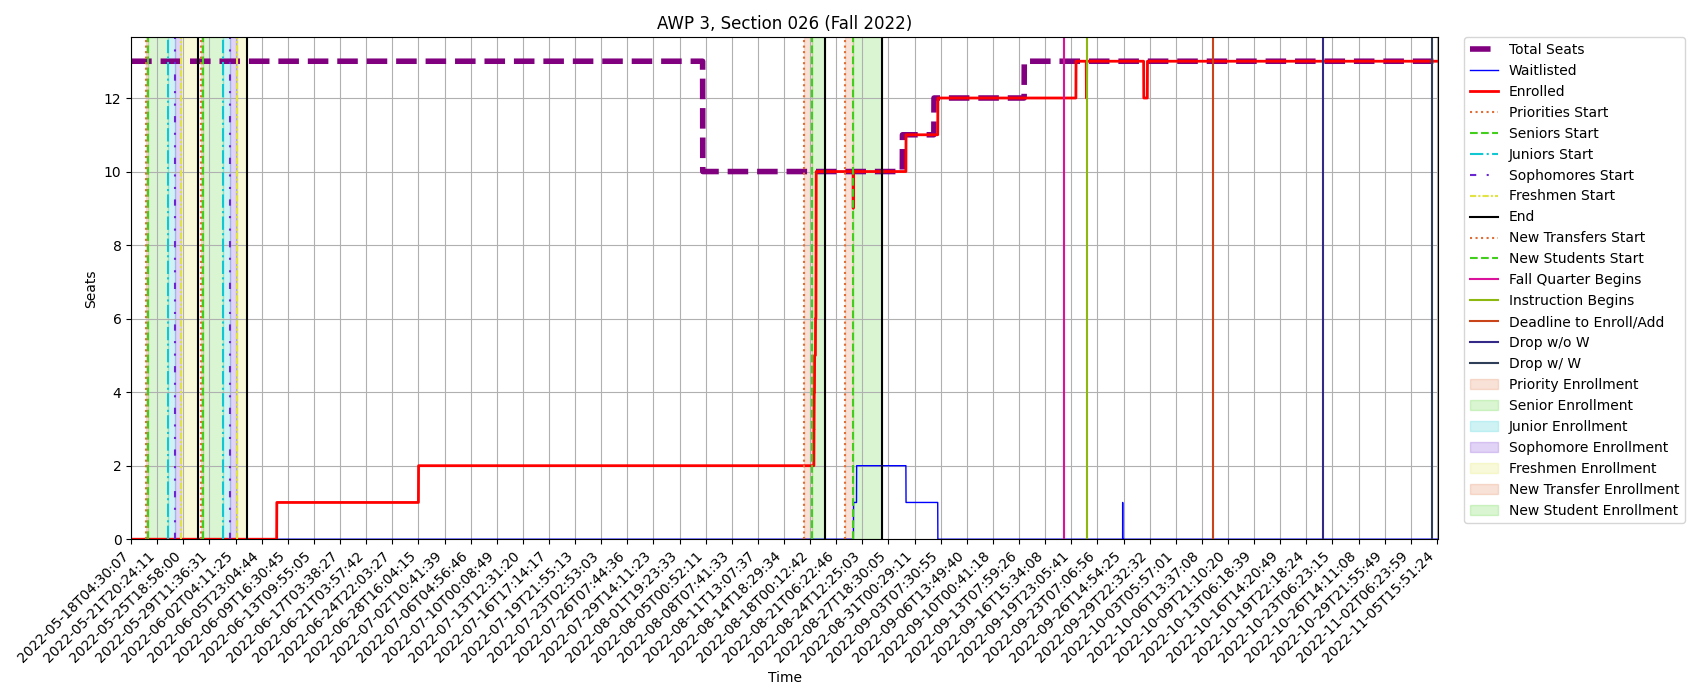 AWP 3, Section 026 (Fall 2022)
Seats
12
10
8
6
4
2
0
2022-05-18T04:30:07
2022-05-21T20:24:11
2022-05-25T18:58:00
2022-05-29T11:36:31
2022-06-02T04:11:25
2022-06-05T23:04:44
2022-06-09T16:30:45
2022-06-13T09:55:05
2022-06-17T03:38:27
2022-06-21T03:57:42
2022-06-24T22:03:27
2022-06-28T16:04:15
2022-07-02T10:41:39
2022-07-06T04:56:46
2022-07-10T00:08:49
2022-07-13T12:31:20
2022-07-16T17:14:17
2022-07-19T21:55:13
2022-07-23T02:53:03
2022-07-26T07:44:36
2022-07-29T14:11:23
2022-08-01T19:23:33
2022-08-05T00:52:11
2022-08-08T07:41:33
2022-08-11T13:07:37
2022-08-14T18:29:34
2022-08-18T00:12:42
2022-08-21T06:22:46
2022-08-24T12:25:03
2022-08-27T18:30:05
2022-08-31T00:29:11
2022-09-03T07:30:55
2022-09-06T13:49:40
2022-09-10T00:41:18
2022-09-13T07:59:26
2022-09-16T15:34:08
2022-09-19T23:05:41
2022-09-23T07:06:56
2022-09-26T14:54:25
2022-09-29T22:32:32
2022-10-03T05:57:01
2022-10-06T13:37:08
2022-10-09T21:10:20
2022-10-13T06:18:39
2022-10-16T14:20:49
2022-10-19T22:18:24
2022-10-23T06:23:15
2022-10-26T14:11:08
2022-10-29T21:55:49
2022-11-02T06:23:59
2022-11-05T15:51:24
Time
Total Seats
Waitlisted
Enrolled
Priorities Start
Seniors Start
Juniors Start
Sophomores Start
Freshmen Start
End
New Transfers Start
New Students Start
Fall Quarter Begins
Instruction Begins
Deadline to Enroll/Add
Drop w/o W
Drop w/ W
Priority Enrollment
Senior Enrollment
Junior Enrollment
Sophomore Enrollment
Freshmen Enrollment
New Transfer Enrollment
New Student Enrollment